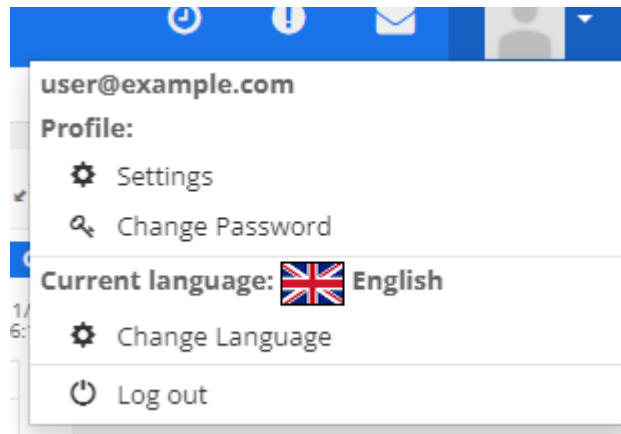 user@example.com
Profile:
Settings
Change Password
Current language: English
Change Language
Log out